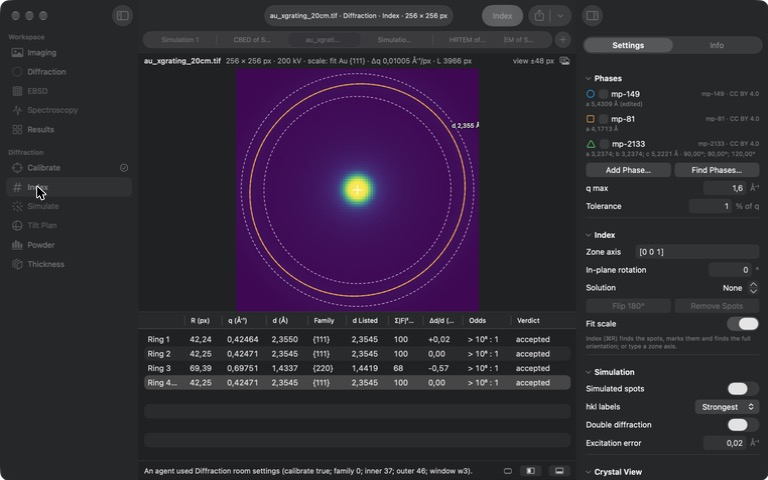 au_xgrating_20cm.tif · Diffraction · Index · 256 × 256 px
Index
Workspace
Imaging
Diffraction
EBSD
Spectroscopy
Results
Diffraction
Calibrate
Index
Simulate
Tilt Plan
Powder
Thickness
Simulation 1
CBED of S...
au_xgrati...
Simulatio...
HRTEM of...
EM of S...
au_xgrating_20cm.tif 256 × 256 px · 200 kV · scale: fit Au {111} · Δq 0,01005 Å⁻¹/px · L 3966 px
view ±48 px
d 2,355 Å
R (px) q (Å⁻¹) d (Å) Family d Listed Σ|F|²... Δd/d (... Odds Verdict
Ring 1 42,24 0,42464 2,3550 {111} 2,3545 100 +0,02 > 10⁶ : 1 accepted
Ring 2 42,25 0,42471 2,3545 {111} 2,3545 100 0,00 > 10⁶ : 1 accepted
Ring 3 69,39 0,69751 1,4337 {220} 1,4419 68 -0,57 > 10⁶ : 1 accepted
Ring 4... 42,25 0,42471 2,3545 {111} 2,3545 100 0,00 > 10⁶ : 1 accepted
An agent used Diffraction room settings (calibrate true; family 0; inner 37; outer 46; window w3).
Settings
Info
Phases
mp-149 mp-149 · CC BY 4.0
a 5,4309 Å (edited)
mp-81 mp-81 · CC BY 4.0
a 4,1713 Å
mp-2133 mp-2133 · CC BY 4.0
a 3,2374; b 3,2374; c 5,2221 Å · 90,00°; 90,00°; 120,00°
Add Phase...
Find Phases...
q max 1,6 Å⁻¹
Tolerance 1 % of q
Index
Zone axis [0 0 1]
In-plane rotation 0 °
Solution None
Flip 180°
Remove Spots
Fit scale
Index (⌘R) finds the spots, marks them and finds the full orientation; or type a zone axis.
Simulation
Simulated spots
hkl labels Strongest
Double diffraction
Excitation error 0,02 Å⁻¹
Crystal View